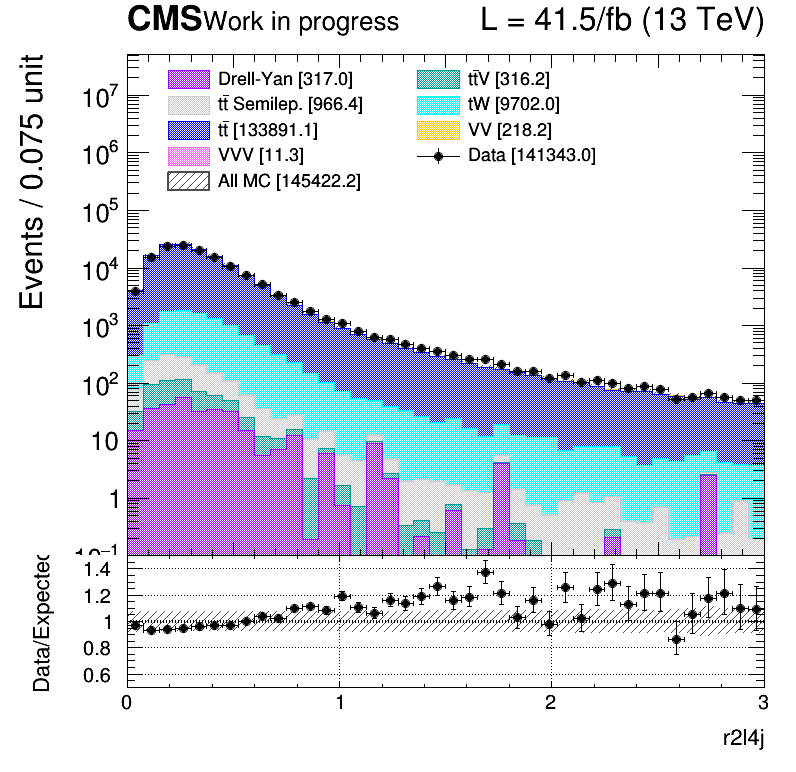 CMS Work in progress L = 41.5/fb (13 TeV)
Drell-Yan [317.0] tt̄V [316.2]
tt̄ Semilep. [966.4] tW [9702.0]
tt̄ [133891.1] VV [218.2]
VVV [11.3] Data [141343.0]
All MC [145422.2]
Events / 0.075 unit
10⁷
10⁶
10⁵
10⁴
10³
10²
10
1
10⁻¹
Data/Expected
1.4
1.2
1
0.8
0.6
0 1 2 3
r2l4j